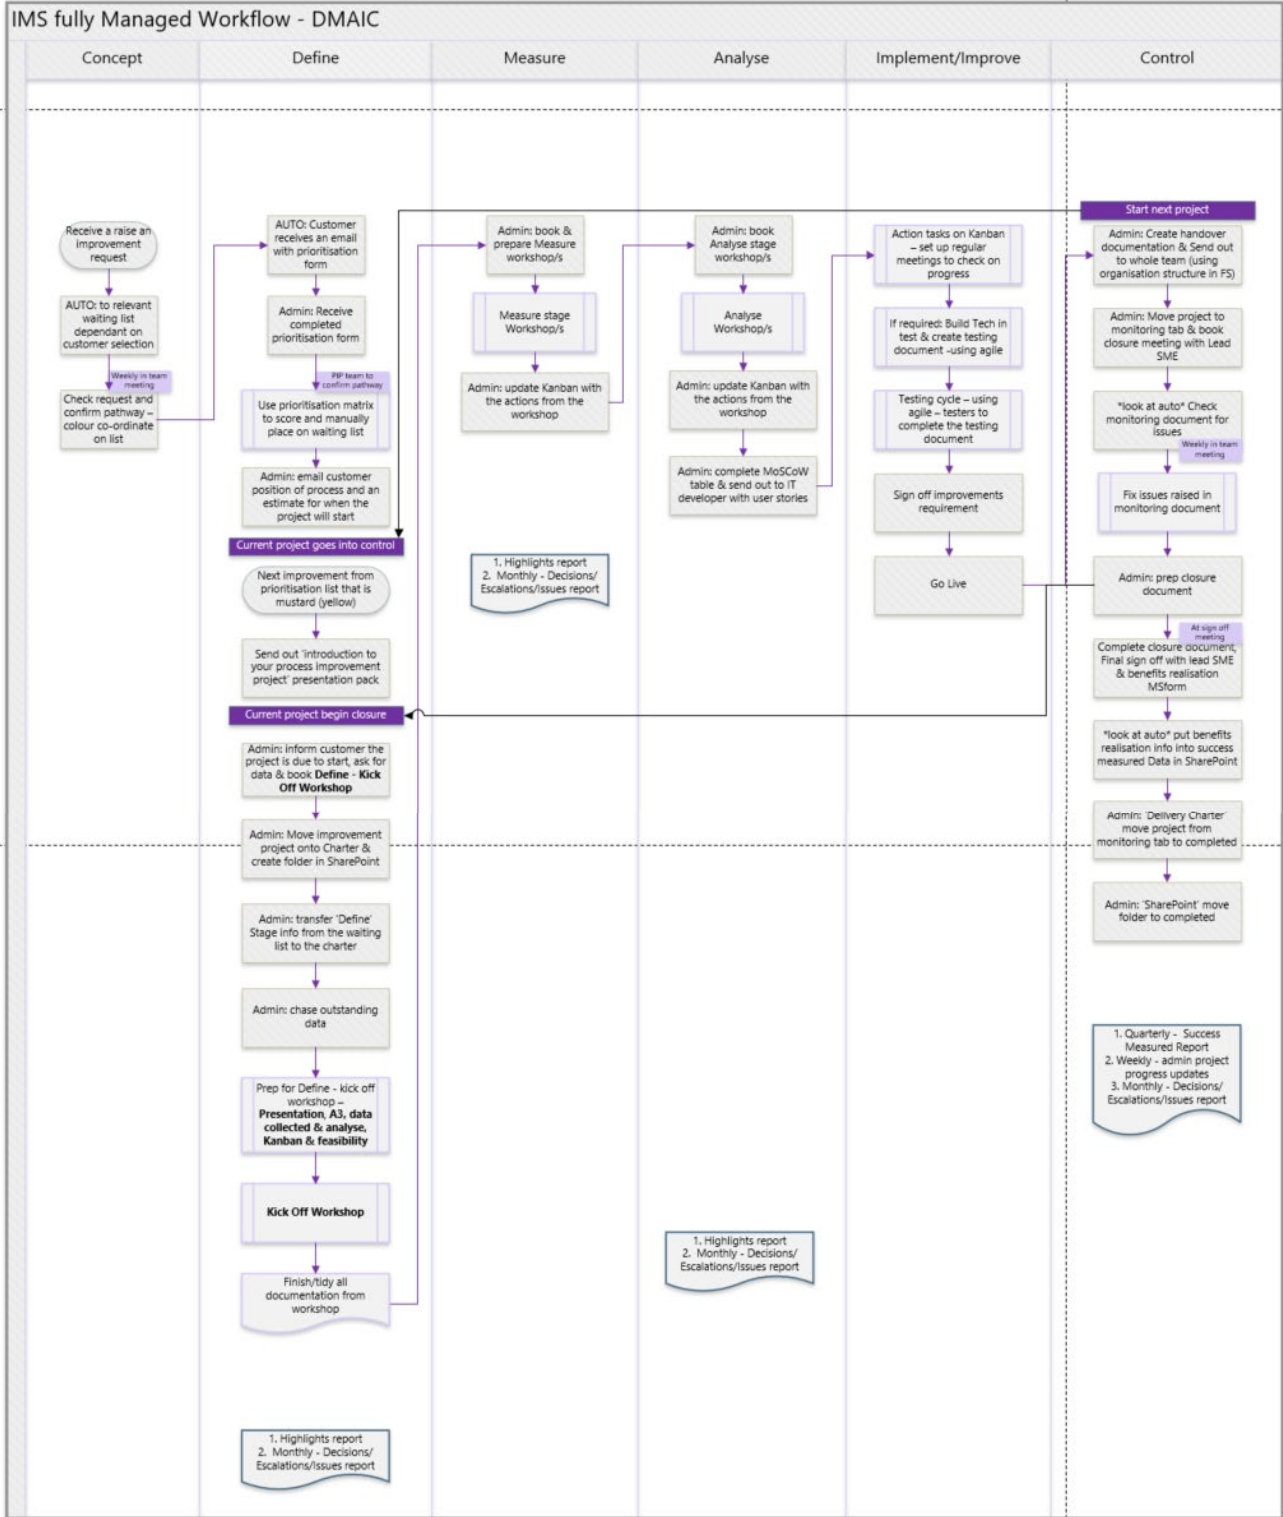 IMS fully Managed Workflow - DMAIC
Concept
Define
Measure
Analyse
Implement/Improve
Control
Receive a raise an
improvement
request
AUTO: to relevant
waiting list
dependant on
customer selection
Weekly in team
meeting
Check request and
confirm pathway –
colour co-ordinate
on list
AUTO: Customer
receives an email
with prioritisation
form
Admin: Receive
completed
prioritisation form
PIP team to
confirm pathway
Use prioritisation matrix
to score and manually
place on waiting list
Admin: email customer
position of process and an
estimate for when the
project will start
Current project goes into control
Next improvement from
prioritisation list that is
mustard (yellow)
Send out 'introduction to
your process improvement
project' presentation pack
Current project begin closure
Admin: inform customer the
project is due to start, ask for
data & book Define - Kick
Off Workshop
Admin: Move improvement
project onto Charter &
create folder in SharePoint
Admin: transfer 'Define'
Stage info from the waiting
list to the charter
Admin: chase outstanding
data
Prep for Define - kick off
workshop –
Presentation, A3, data
collected & analyse,
Kanban & feasibility
Kick Off Workshop
Finish/tidy all
documentation from
workshop
1. Highlights report
2. Monthly - Decisions/
Escalations/Issues report
Admin: book &
prepare Measure
workshop/s
Measure stage
Workshop/s
Admin: update Kanban with
the actions from the
workshop
1. Highlights report
2. Monthly - Decisions/
Escalations/Issues report
Admin: book
Analyse stage
workshop/s
Analyse
Workshop/s
Admin: update Kanban with
the actions from the
workshop
Admin: complete MoSCoW
table & send out to IT
developer with user stories
1. Highlights report
2. Monthly - Decisions/
Escalations/Issues report
Action tasks on Kanban
– set up regular
meetings to check on
progress
If required: Build Tech in
test & create testing
document -using agile
Testing cycle – using
agile – testers to
complete the testing
document
Sign off improvements
requirement
Go Live
Start next project
Admin: Create handover
documentation & Send out
to whole team (using
organisation structure in FS)
Admin: Move project to
monitoring tab & book
closure meeting with Lead
SME
*look at auto* Check
monitoring document for
issues
Weekly in team
meeting
Fix issues raised in
monitoring document
Admin: prep closure
document
At sign off
meeting
Complete closure document,
Final sign off with lead SME
& benefits realisation
MSform
*look at auto* put benefits
realisation info into success
measured Data in SharePoint
Admin: 'Delivery Charter'
move project from
monitoring tab to completed
Admin: 'SharePoint' move
folder to completed
1. Quarterly - Success
Measured Report
2. Weekly - admin project
progress updates
3. Monthly - Decisions/
Escalations/Issues report